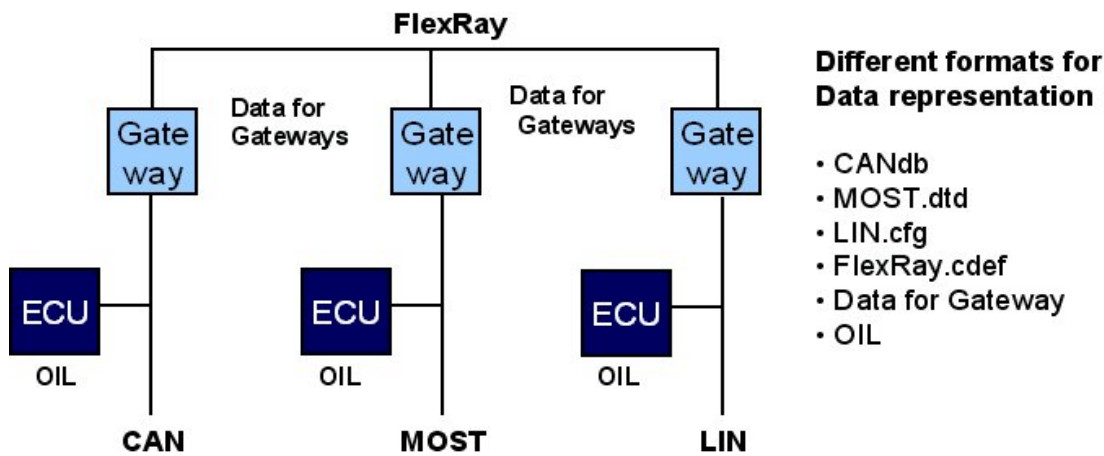 FlexRay
Data for
Gateways
Data for
Gateways
Gate
way
Gate
way
Gate
way
ECU
OIL
ECU
OIL
ECU
OIL
CAN
MOST
LIN
Different formats for
Data representation
• CANdb
• MOST.dtd
• LIN.cfg
• FlexRay.cdef
• Data for Gateway
• OIL